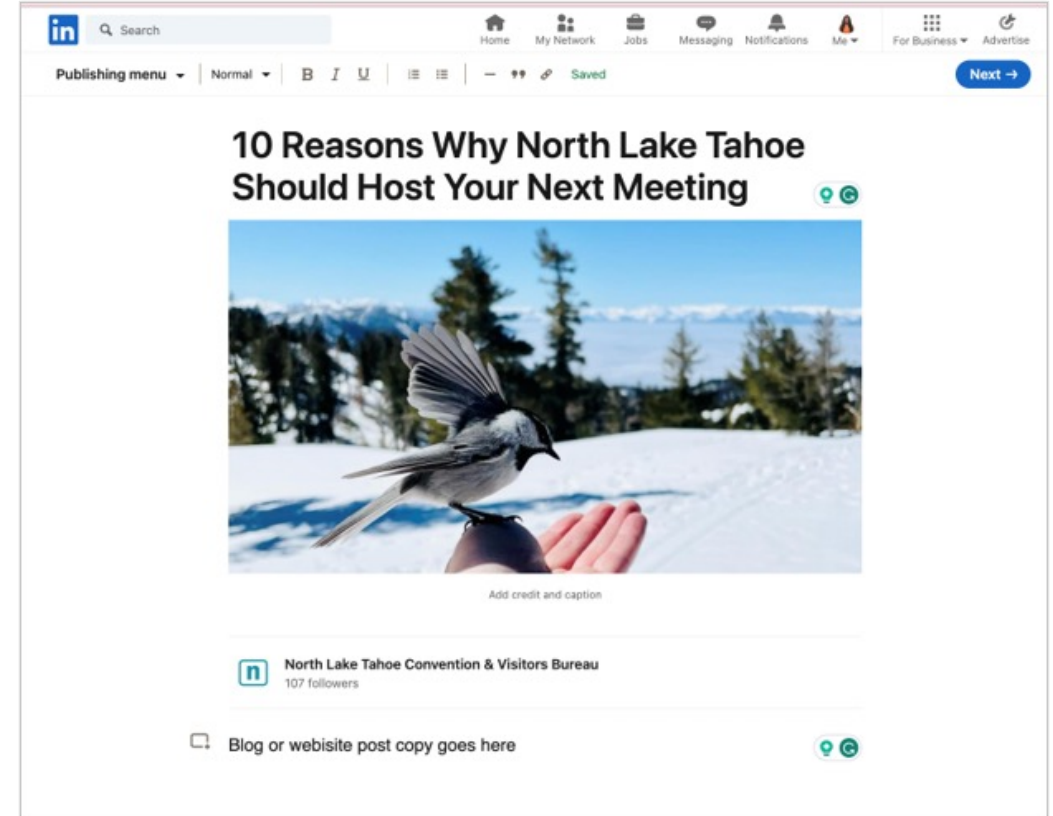 in Search Home My Network Jobs Messaging Notifications Me For Business Advertise
Publishing menu Normal B I U Saved Next →
10 Reasons Why North Lake Tahoe
Should Host Your Next Meeting
Add credit and caption
n North Lake Tahoe Convention & Visitors Bureau
107 followers
Blog or webisite post copy goes here